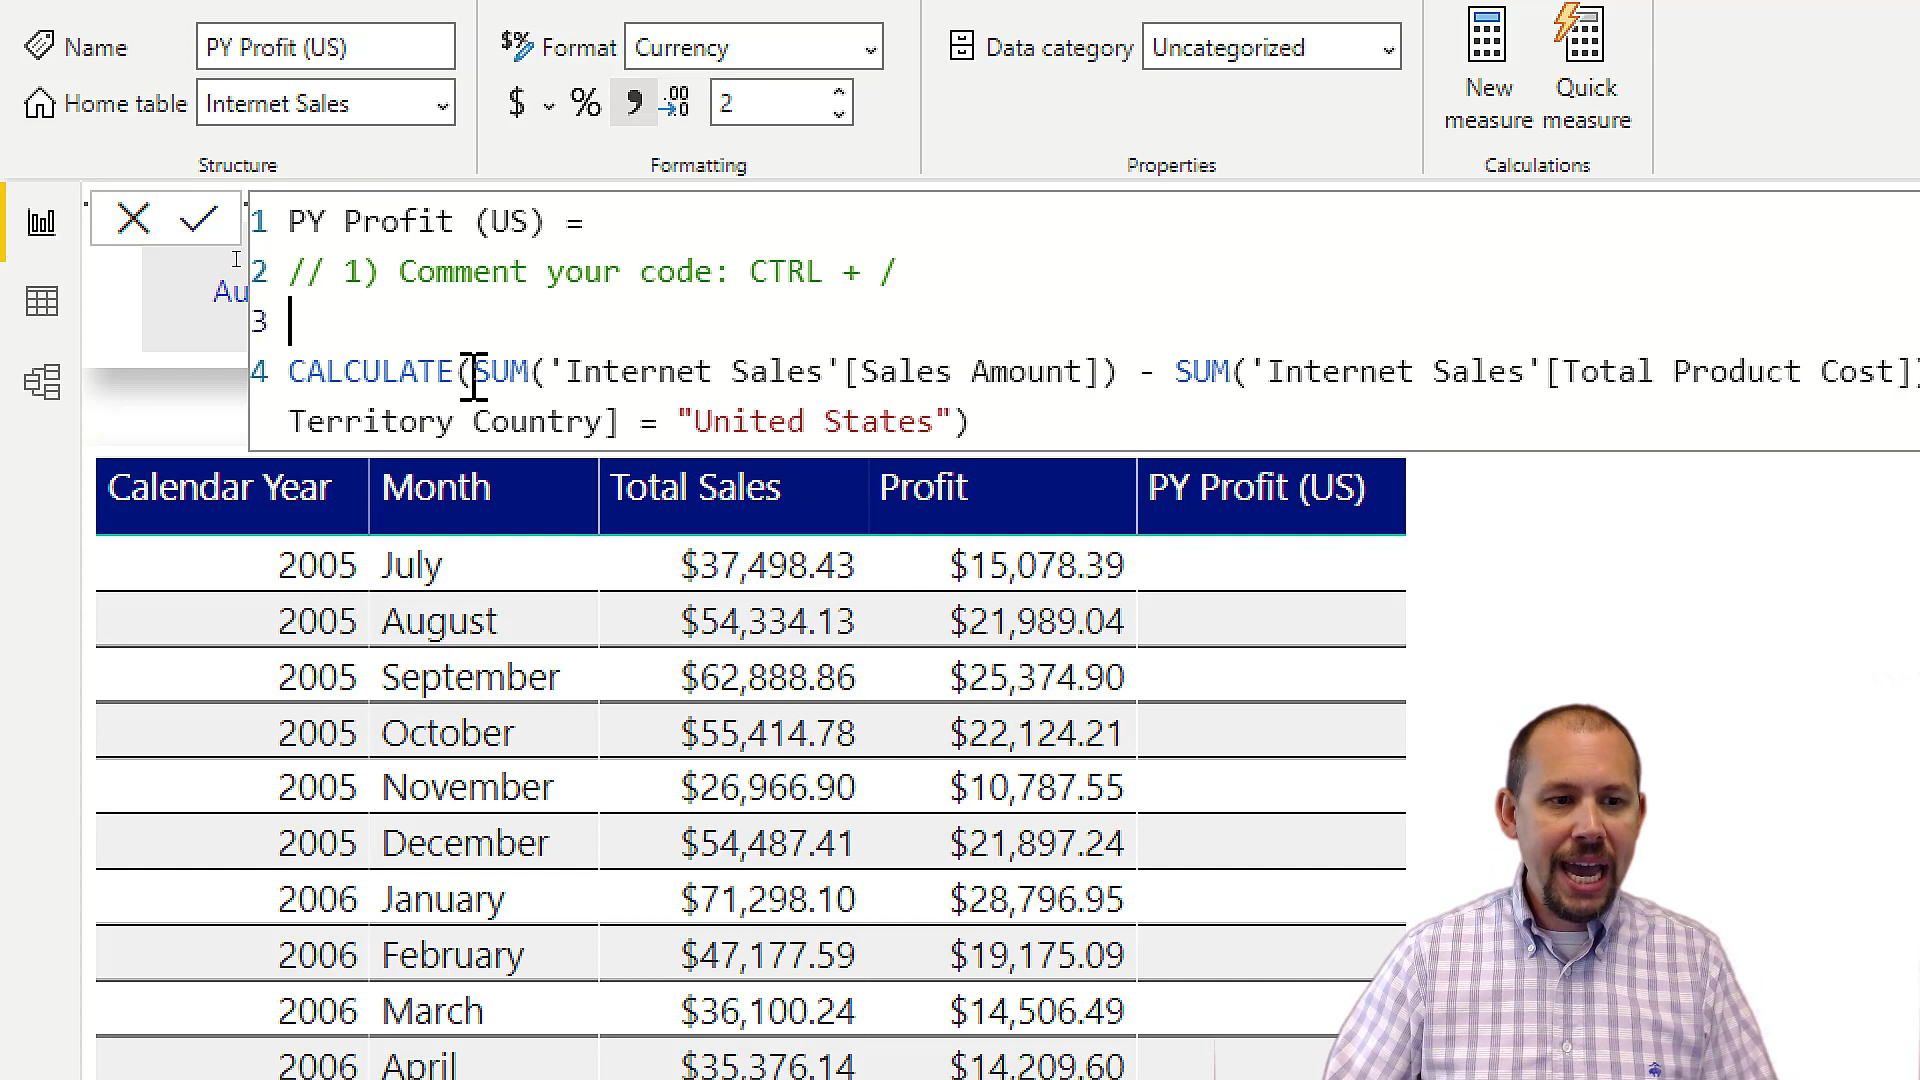 Name PY Profit (US) Format Currency Data category Uncategorized
Home table Internet Sales $ % , .00 .0 2
New measure
Quick measure
Structure Formatting Properties Calculations
Au
1 PY Profit (US) =
2 // 1) Comment your code: CTRL + /
3
4 CALCULATE(SUM('Internet Sales'[Sales Amount]) - SUM('Internet Sales'[Total Product Cost])
Territory Country] = "United States")
Calendar Year Month Total Sales Profit PY Profit (US)
2005 July $37,498.43 $15,078.39
2005 August $54,334.13 $21,989.04
2005 September $62,888.86 $25,374.90
2005 October $55,414.78 $22,124.21
2005 November $26,966.90 $10,787.55
2005 December $54,487.41 $21,897.24
2006 January $71,298.10 $28,796.95
2006 February $47,177.59 $19,175.09
2006 March $36,100.24 $14,506.49
2006 April $35,376.14 $14,209.60